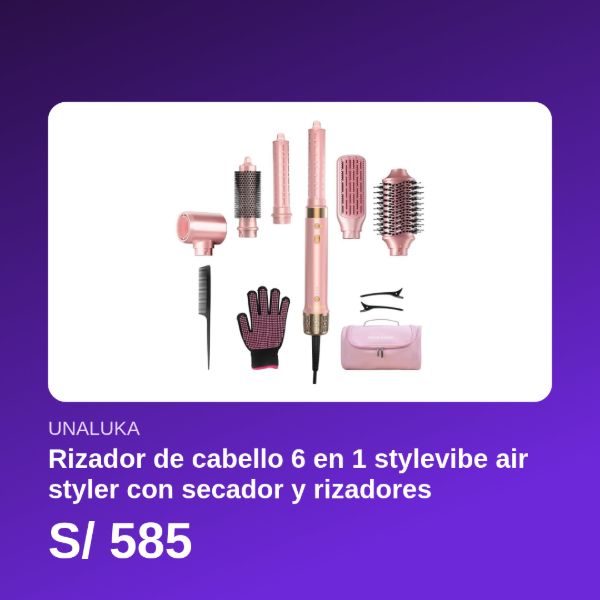 UNALUKA
Rizador de cabello 6 en 1 stylevibe air
styler con secador y rizadores
S/ 585